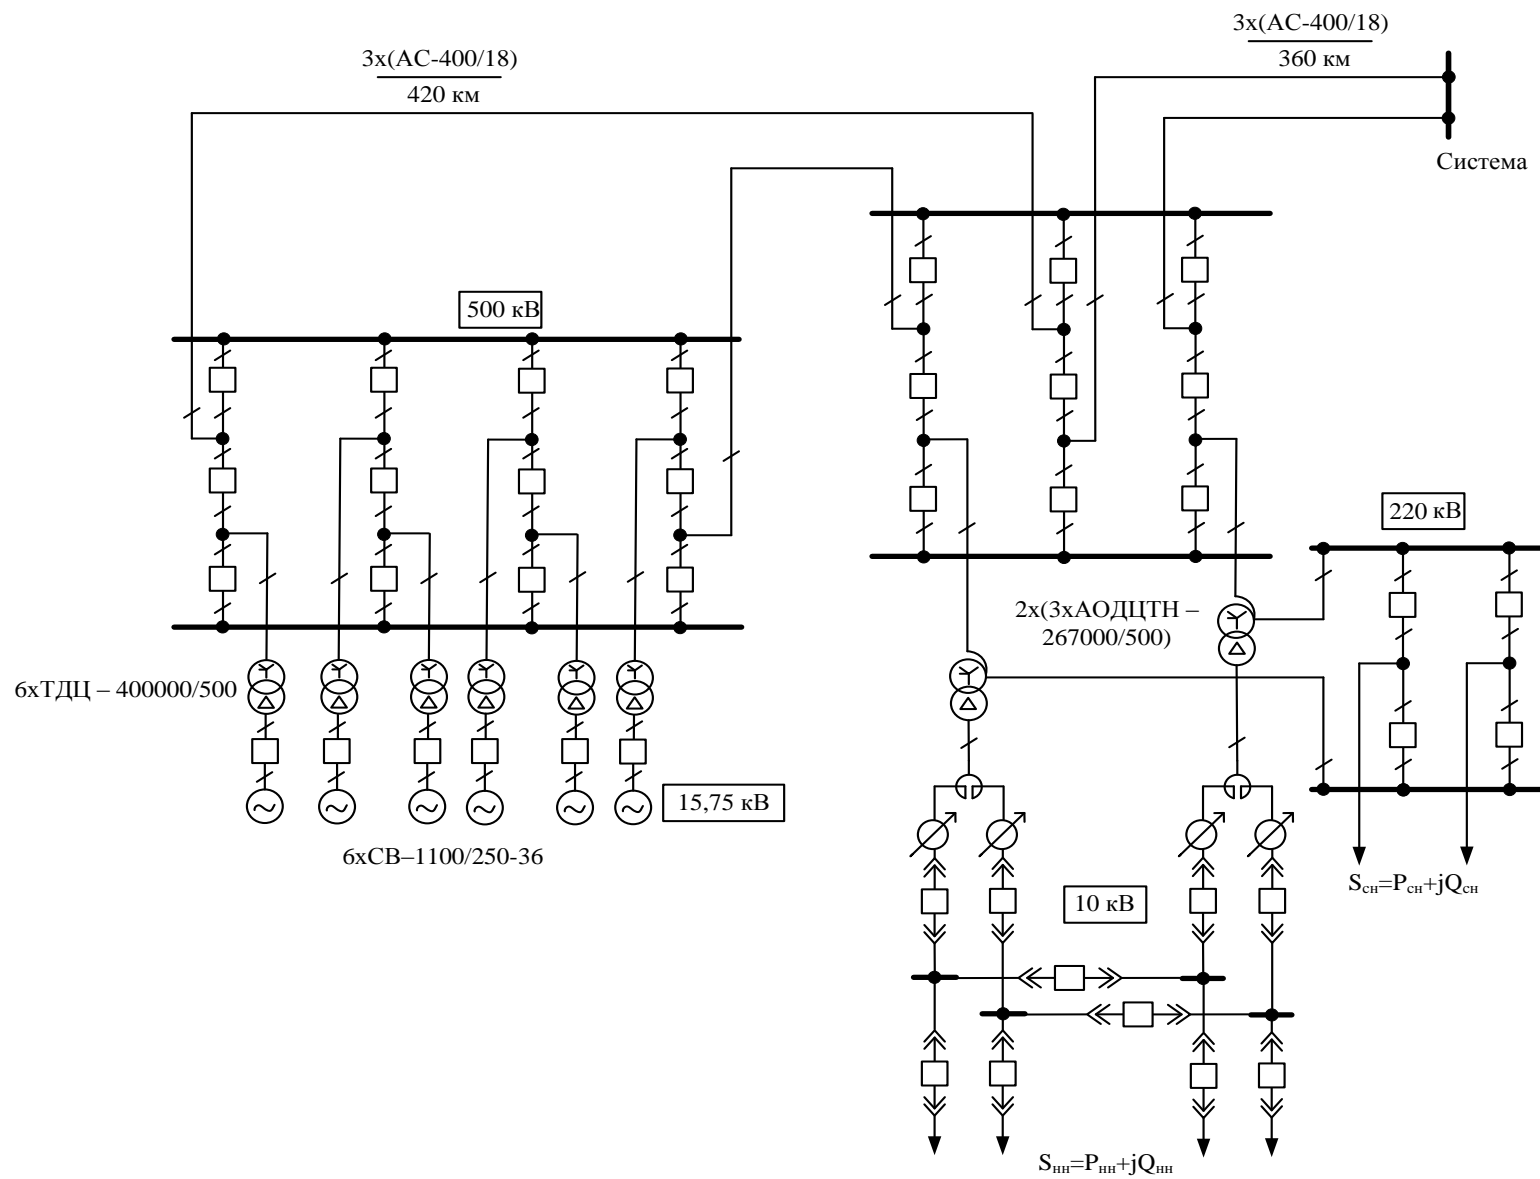 3х(АС-400/18)
420 км
3х(АС-400/18)
360 км
Система
500 кВ
220 кВ
2х(3хАОДЦТН –
267000/500)
6хТДЦ – 400000/500
15,75 кВ
6хСВ–1100/250-36
Sсн=Pсн+jQсн
10 кВ
Sнн=Pнн+jQнн